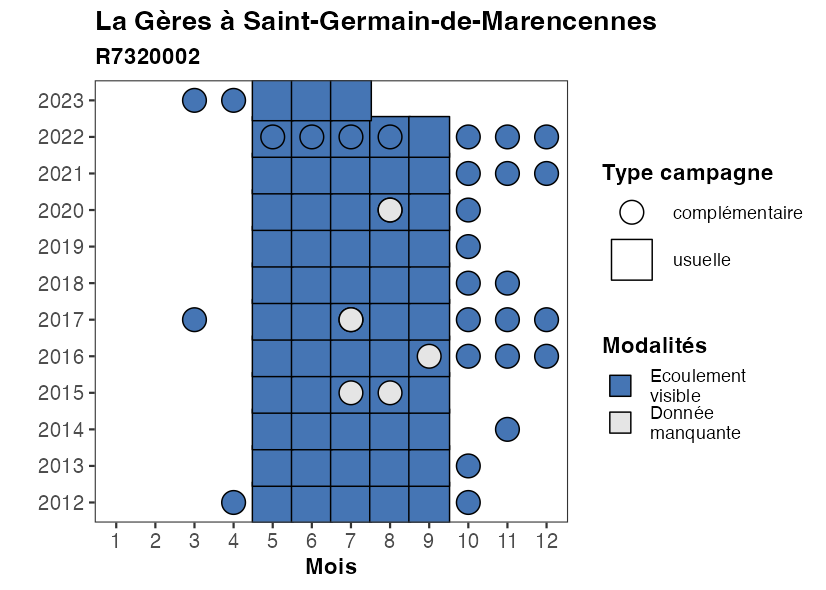 La Gères à Saint-Germain-de-Marencennes
R7320002
2023
2022
2021
2020
2019
2018
2017
2016
2015
2014
2013
2012
1 2 3 4 5 6 7 8 9 10 11 12
Mois
Type campagne
complémentaire
usuelle
Modalités
Ecoulement
visible
Donnée
manquante